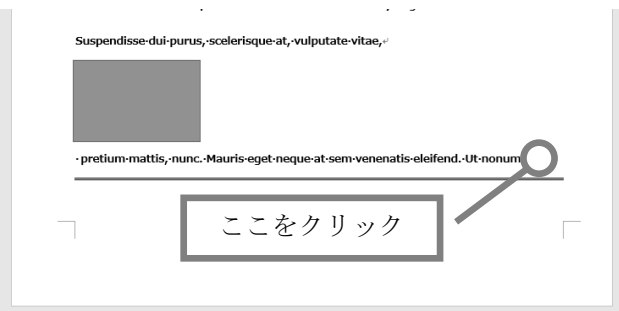 Suspendisse dui purus, scelerisque at, vulputate vitae,
pretium mattis, nunc. Mauris eget neque at sem venenatis eleifend. Ut nonum
ここをクリック